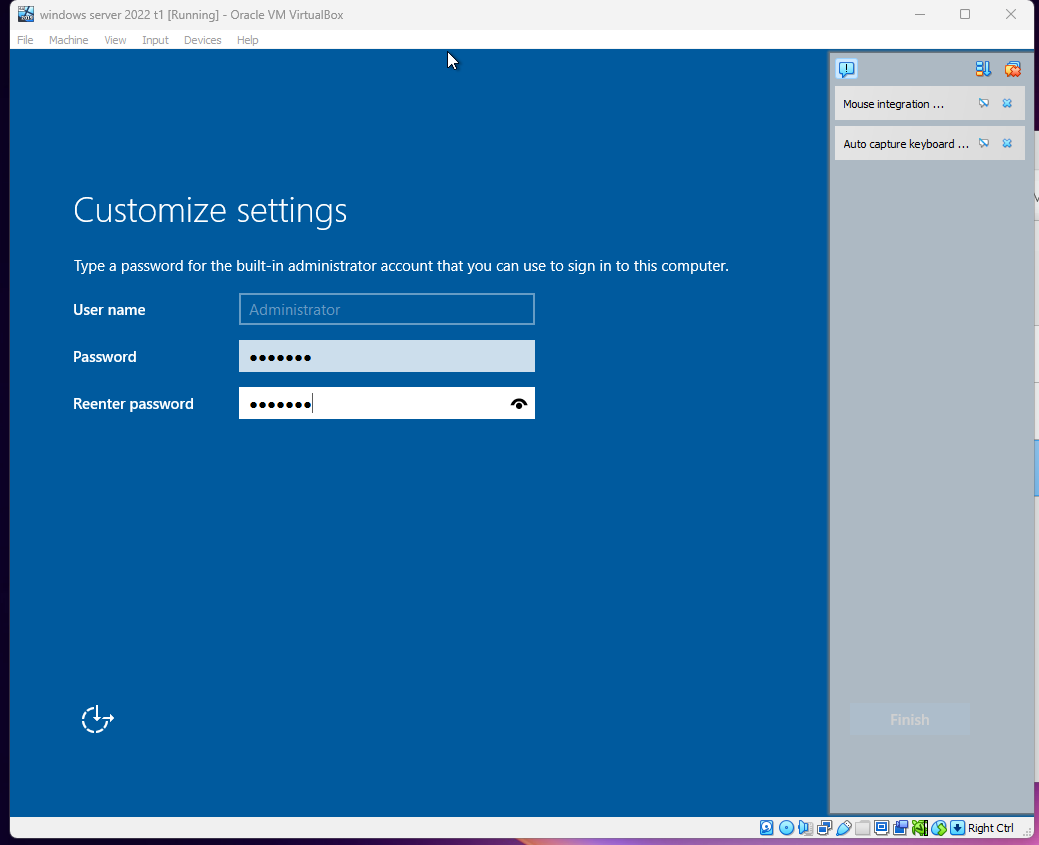 windows server 2022 t1 [Running] - Oracle VM VirtualBox
File Machine View Input Devices Help
Mouse integration ...
Auto capture keyboard ...
Customize settings
Type a password for the built-in administrator account that you can use to sign in to this computer.
User name Administrator
Password •••••••
Reenter password •••••••
Finish
Right Ctrl